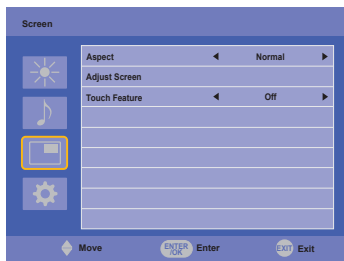 Screen
Aspect Normal
Adjust Screen
Touch Feature Off
Move ENTER /OK Enter EXIT Exit